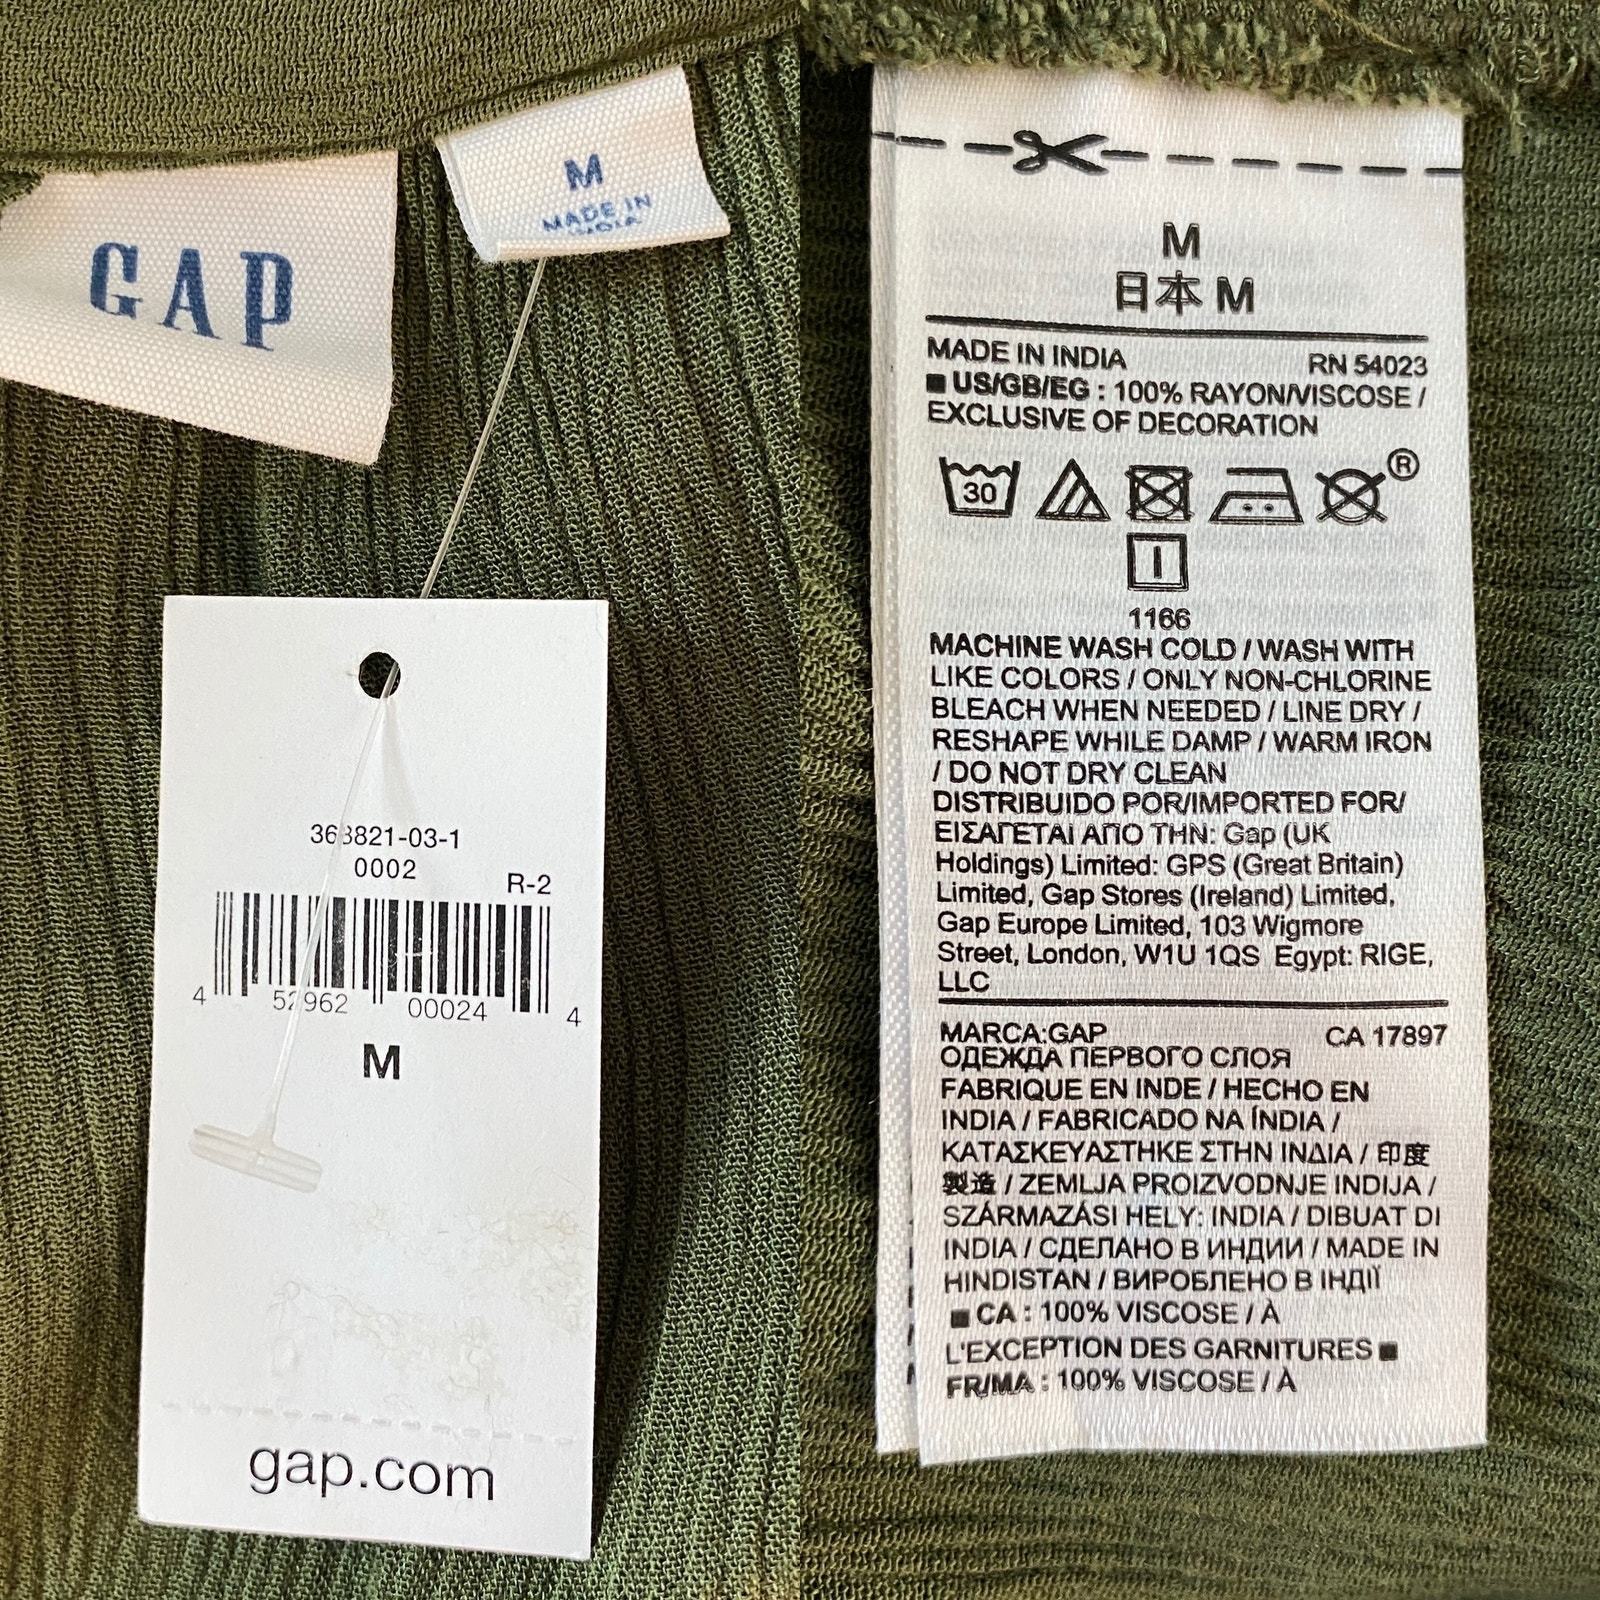 GAP
M
MADE IN
INDIA
368821-03-1
0002
R-2
4 52962 00024 4
M
gap.com
M
日本 M
MADE IN INDIA RN 54023
■ US/GB/EG : 100% RAYON/VISCOSE /
EXCLUSIVE OF DECORATION
30
®
I
1166
MACHINE WASH COLD / WASH WITH
LIKE COLORS / ONLY NON-CHLORINE
BLEACH WHEN NEEDED / LINE DRY /
RESHAPE WHILE DAMP / WARM IRON
/ DO NOT DRY CLEAN
DISTRIBUIDO POR/IMPORTED FOR/
ΕΙΣΑΓΕΤΑΙ ΑΠΟ ΤΗΝ: Gap (UK
Holdings) Limited: GPS (Great Britain)
Limited, Gap Stores (Ireland) Limited,
Gap Europe Limited, 103 Wigmore
Street, London, W1U 1QS Egypt: RIGE,
LLC
MARCA:GAP CA 17897
ОДЕЖДА ПЕРВОГО СЛОЯ
FABRIQUE EN INDE / HECHO EN
INDIA / FABRICADO NA ÍNDIA /
ΚΑΤΑΣΚΕΥΑΣΤΗΚΕ ΣΤΗΝ ΙΝΔΙΑ / 印度
製造 / ZEMLJA PROIZVODNJE INDIJA /
SZÁRMAZÁSI HELY: INDIA / DIBUAT DI
INDIA / СДЕЛАНО В ИНДИИ / MADE IN
HINDISTAN / ВИРОБЛЕНО В ІНДІЇ
■ CA : 100% VISCOSE / À
L'EXCEPTION DES GARNITURES ■
FR/MA : 100% VISCOSE / À